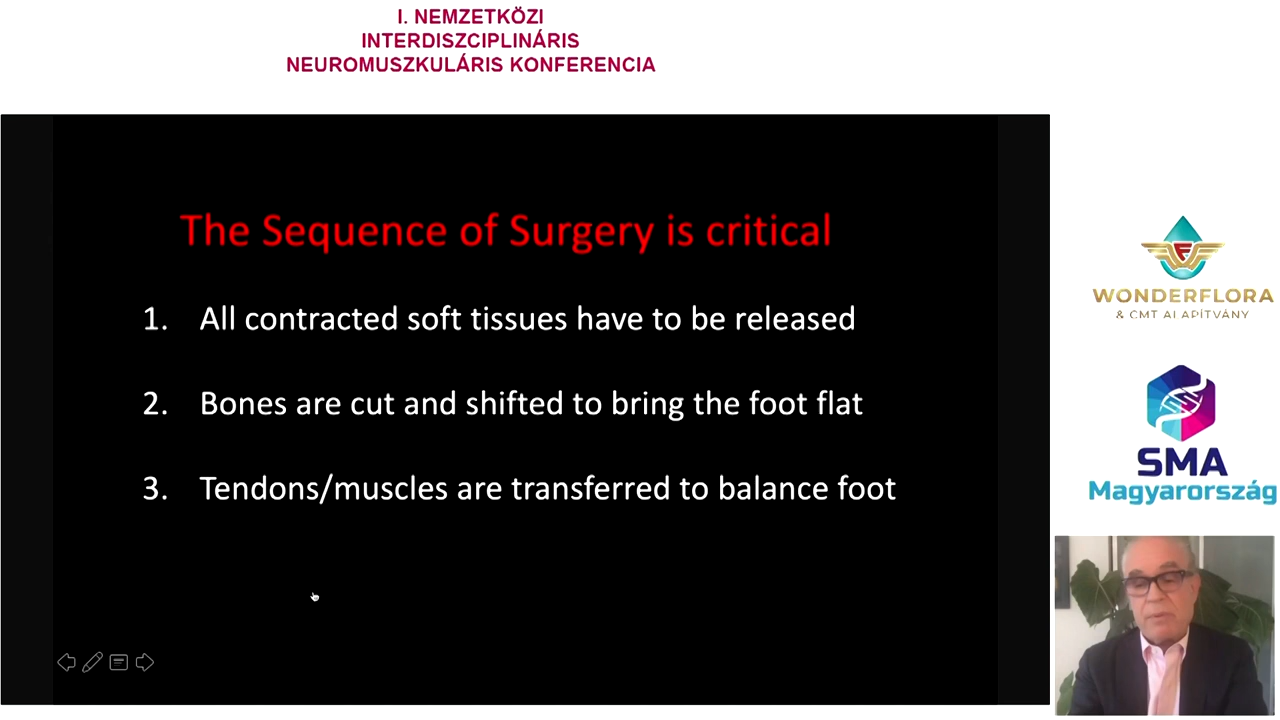 I. NEMZETKÖZI
INTERDISZCIPLINÁRIS
NEUROMUSZKULÁRIS KONFERENCIA
The Sequence of Surgery is critical
1. All contracted soft tissues have to be released
2. Bones are cut and shifted to bring the foot flat
3. Tendons/muscles are transferred to balance foot
WONDERFLORA
& CMT ALAPÍTVÁNY
SMA
Magyarország